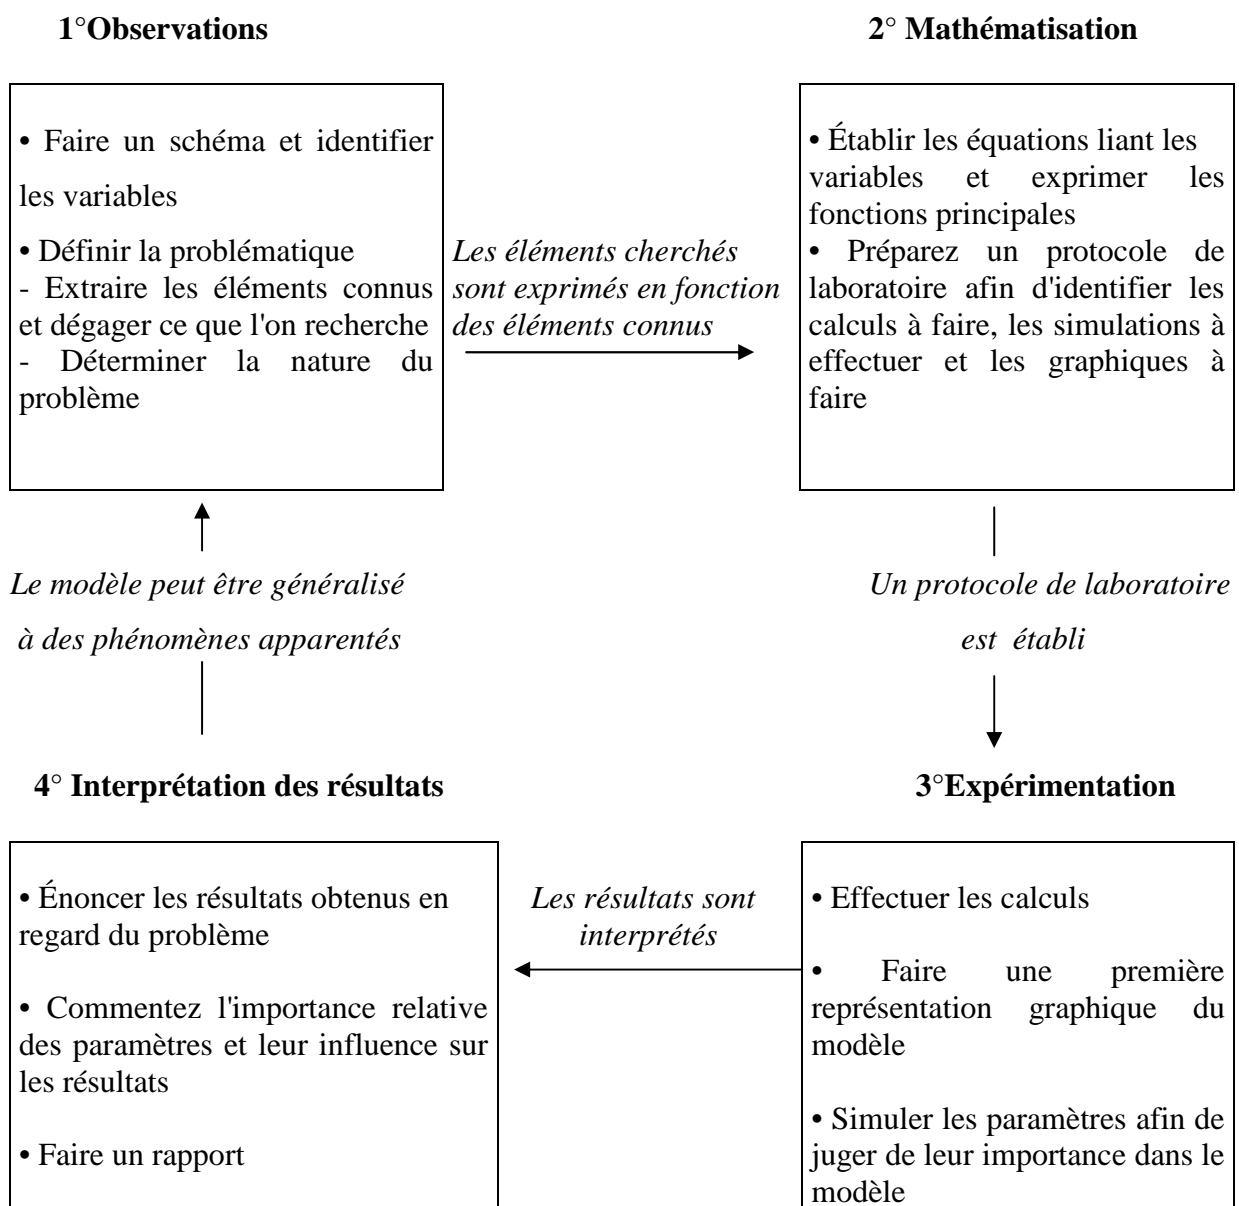 1°Observations
• Faire un schéma et identifier
les variables
• Définir la problématique
- Extraire les éléments connus
et dégager ce que l'on recherche
- Déterminer la nature du
problème
Les éléments cherchés
sont exprimés en fonction
des éléments connus
2° Mathématisation
• Établir les équations liant les
variables et exprimer les
fonctions principales
• Préparez un protocole de
laboratoire afin d'identifier les
calculs à faire, les simulations à
effectuer et les graphiques à
faire
Un protocole de laboratoire
est établi
3°Expérimentation
• Effectuer les calculs
• Faire une première
représentation graphique du
modèle
• Simuler les paramètres afin de
juger de leur importance dans le
modèle
Les résultats sont
interprétés
4° Interprétation des résultats
• Énoncer les résultats obtenus en
regard du problème
• Commentez l'importance relative
des paramètres et leur influence sur
les résultats
• Faire un rapport
Le modèle peut être généralisé
à des phénomènes apparentés